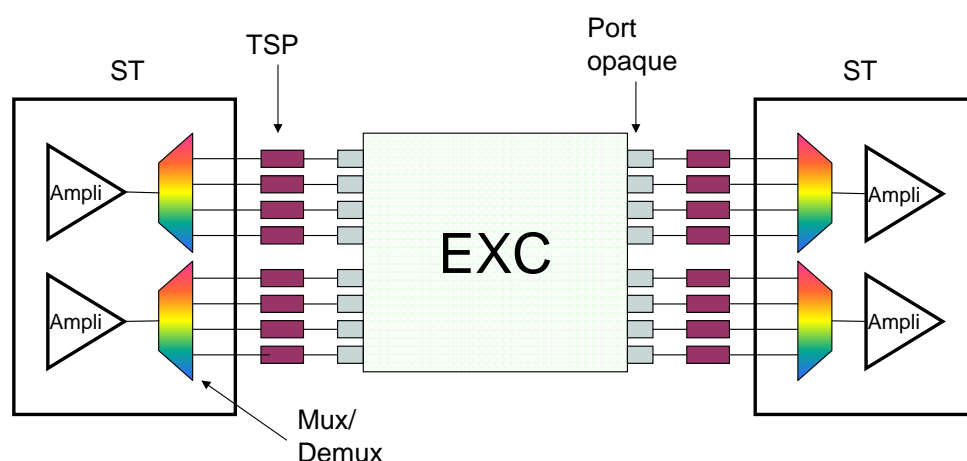 Port
opaque
TSP
ST
ST
Ampli
Ampli
EXC
Ampli
Ampli
Mux/
Demux